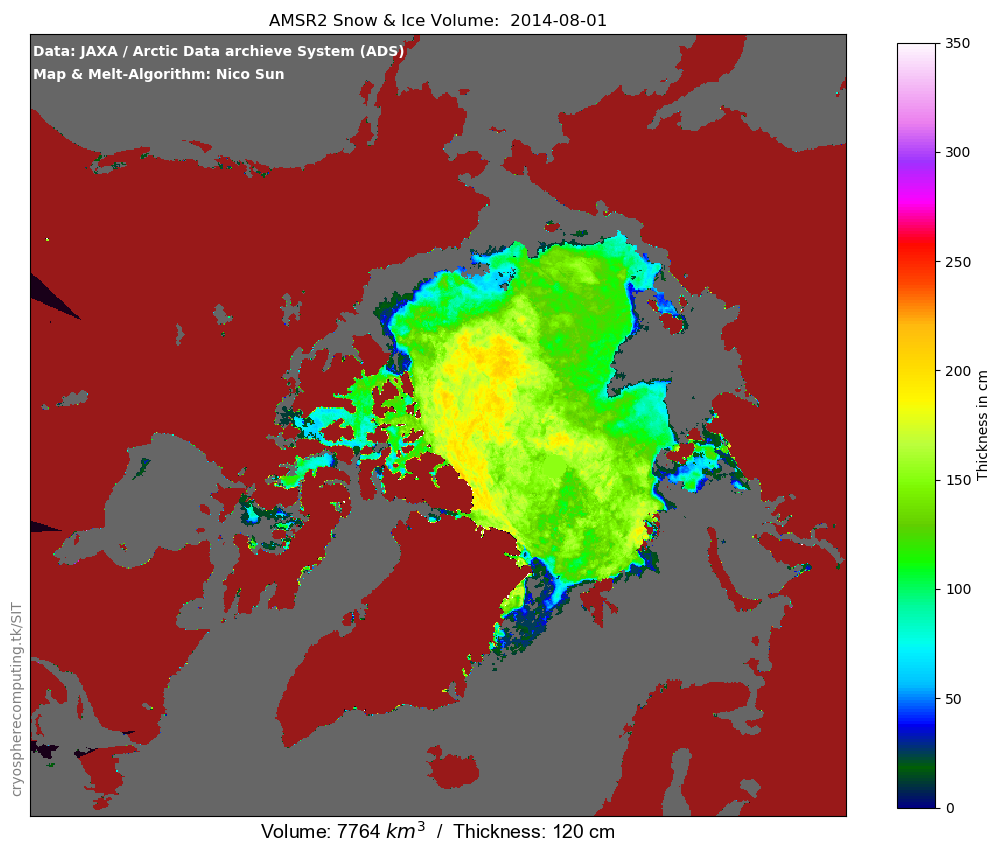 AMSR2 Snow & Ice Volume:  2014-08-01
Data: JAXA / Arctic Data archieve System (ADS)
Map & Melt-Algorithm: Nico Sun
350
300
250
200
150
100
50
0
Thickness in cm
cryospherecomputing.tk/SIT
Volume: 7764 km³  /  Thickness: 120 cm